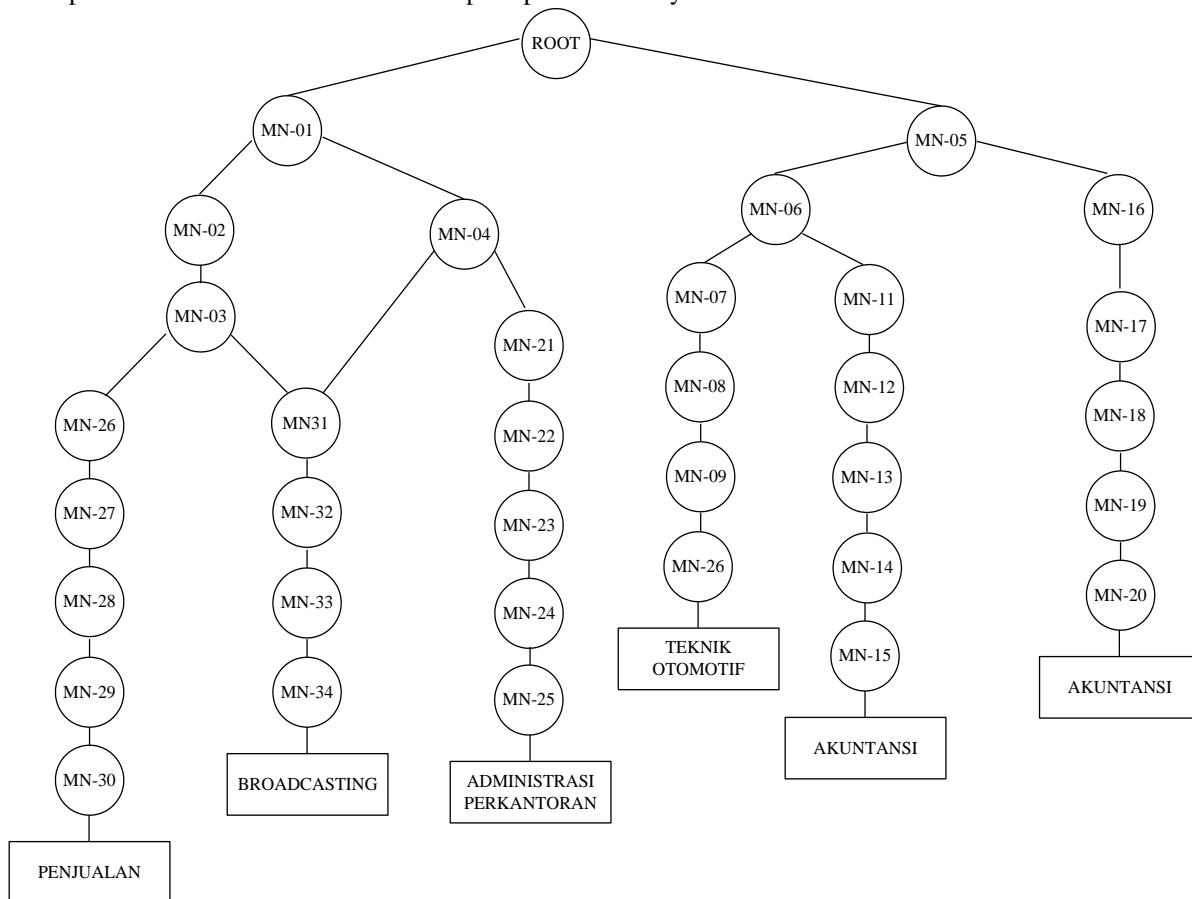 ROOT
MN-01
MN-05
MN-02
MN-04
MN-06
MN-16
MN-03
MN-07
MN-11
MN-17
MN-21
MN-08
MN-12
MN-18
MN-26
MN31
MN-22
MN-09
MN-13
MN-19
MN-27
MN-32
MN-23
MN-26
MN-14
MN-20
MN-28
MN-33
MN-24
TEKNIK
OTOMOTIF
MN-15
AKUNTANSI
MN-29
MN-34
MN-25
AKUNTANSI
MN-30
BROADCASTING
ADMINISTRASI
PERKANTORAN
PENJUALAN